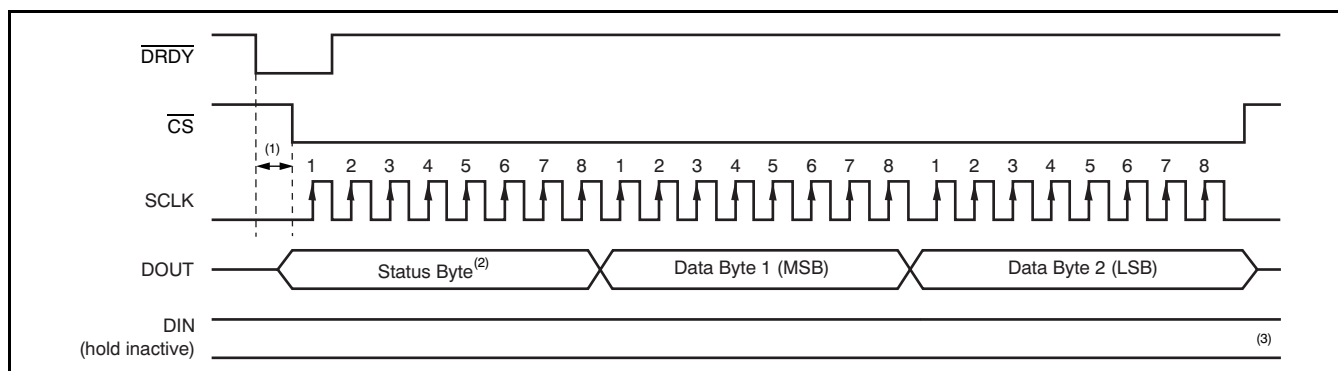 DRDY
CS
(1)
1 2 3 4 5 6 7 8 1 2 3 4 5 6 7 8 1 2 3 4 5 6 7 8
SCLK
DOUT Status Byte(2) Data Byte 1 (MSB) Data Byte 2 (LSB)
DIN
(hold inactive)
(3)